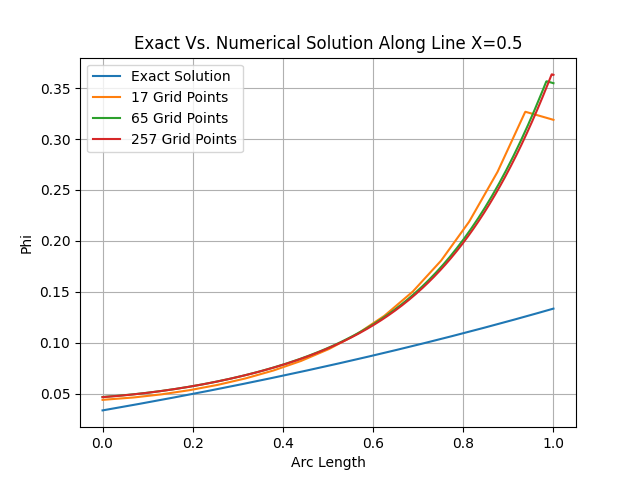 Exact Vs. Numerical Solution Along Line X=0.5
Exact Solution
17 Grid Points
65 Grid Points
257 Grid Points
0.35
0.30
0.25
0.20
0.15
0.10
0.05
Phi
0.0 0.2 0.4 0.6 0.8 1.0
Arc Length